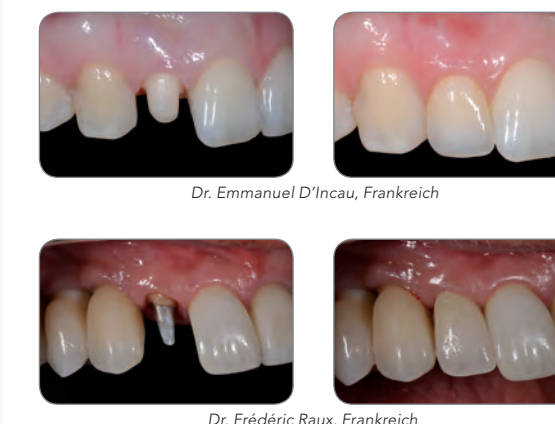 Dr. Emmanuel D’Incau, Frankreich
Dr. Frédéric Raux, Frankreich